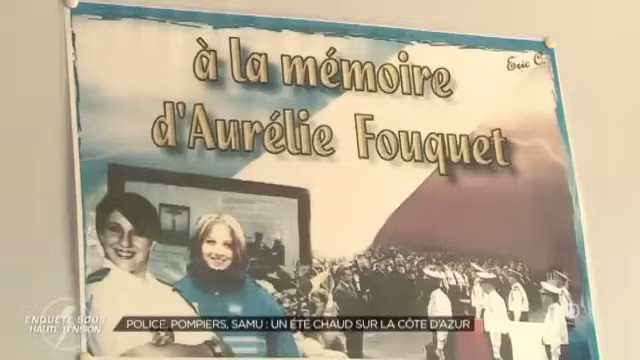 à la mémoire
d'Aurélie Fouquet
Eric C
ENQUÊTE SOUS
HAUTE TENSION
POLICE, POMPIERS, SAMU : UN ÉTÉ CHAUD SUR LA CÔTE D'AZUR